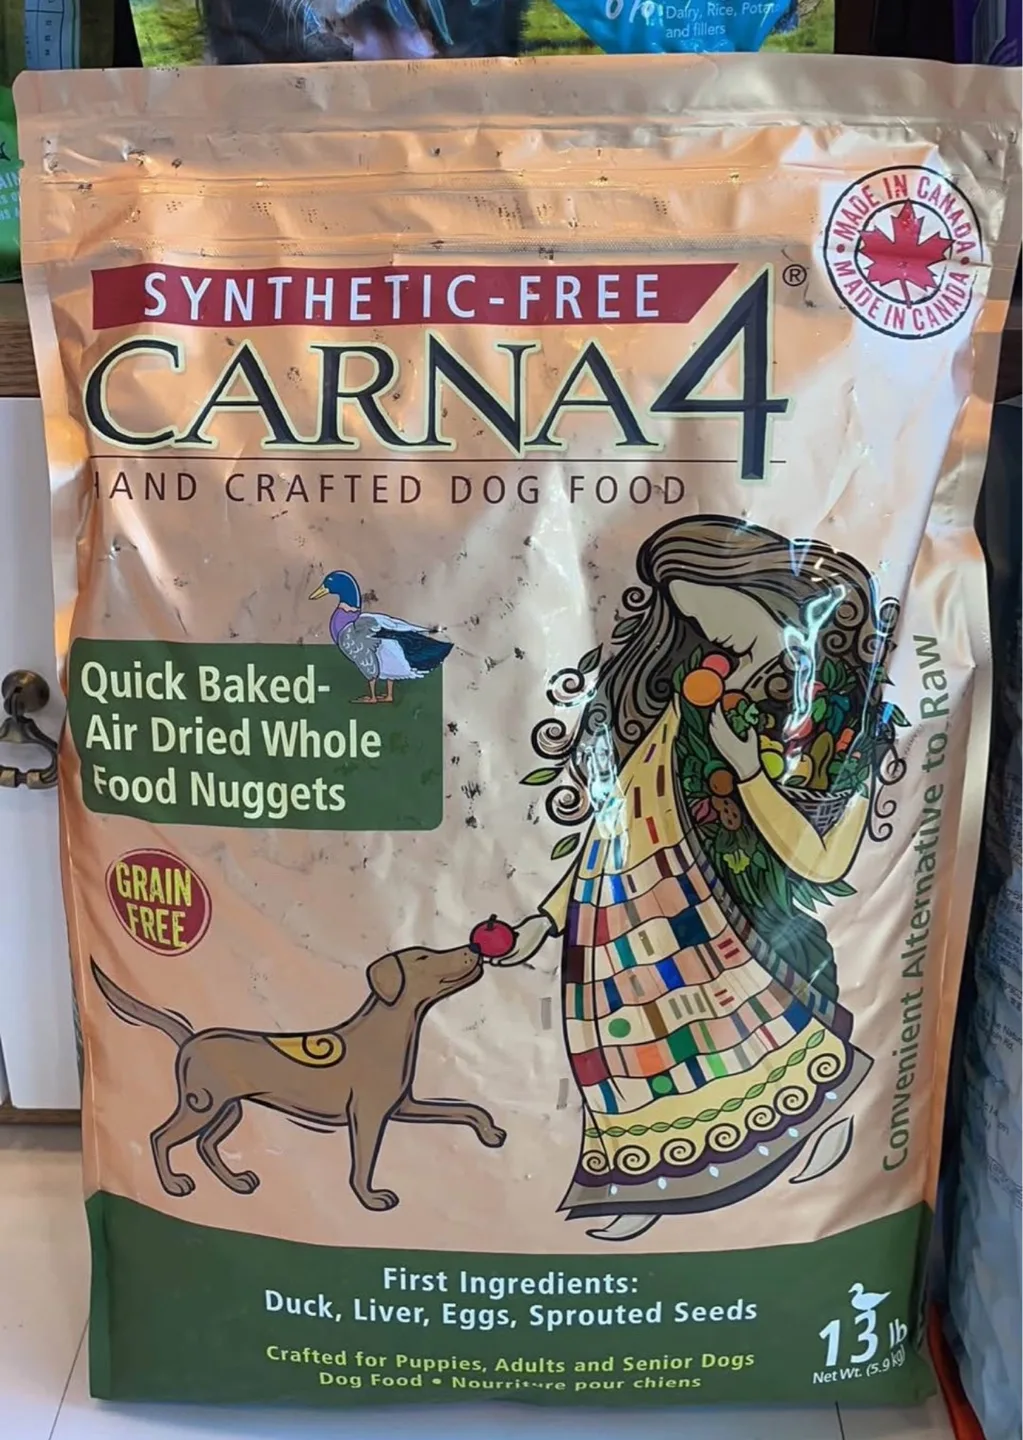 Dairy, Rice, Potat
and fillers
MADE IN CANADA
MADE IN CANADA
SYNTHETIC-FREE
CARNA4®
HAND CRAFTED DOG FOOD
Quick Baked-
Air Dried Whole
Food Nuggets
GRAIN
FREE
Convenient Alternative to Raw
First Ingredients:
Duck, Liver, Eggs, Sprouted Seeds
13 lb
Net Wt. (5.9 kg)
Crafted for Puppies, Adults and Senior Dogs
Dog Food • Nourriture pour chiens